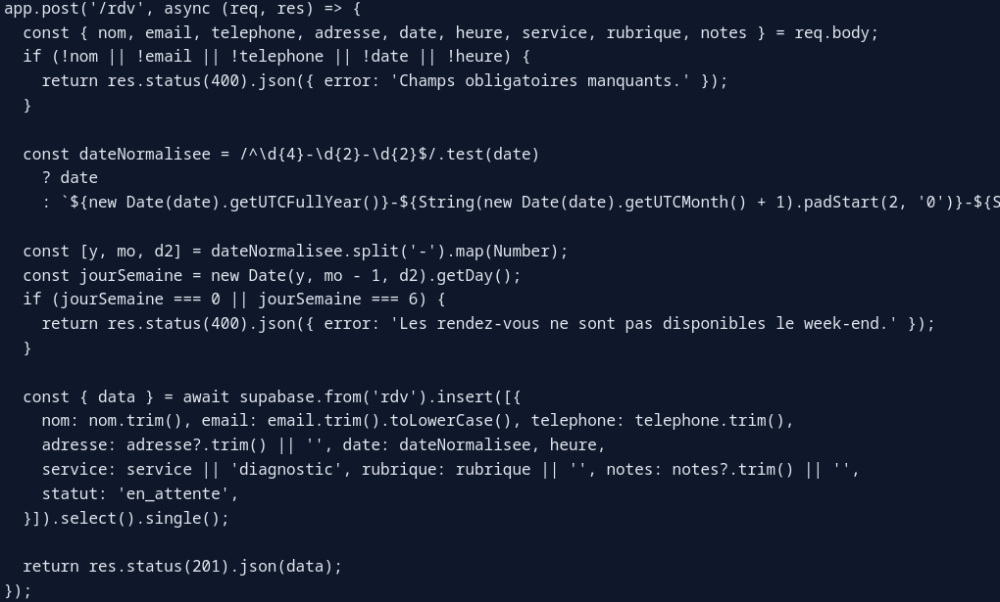 app.post('/rdv', async (req, res) => {
  const { nom, email, telephone, adresse, date, heure, service, rubrique, notes } = req.body;
  if (!nom || !email || !telephone || !date || !heure) {
    return res.status(400).json({ error: 'Champs obligatoires manquants.' });
  }

  const dateNormalisee = /^\d{4}-\d{2}-\d{2}$/.test(date)
    ? date
    : `${new Date(date).getUTCFullYear()}-${String(new Date(date).getUTCMonth() + 1).padStart(2, '0')}-${S

  const [y, mo, d2] = dateNormalisee.split('-').map(Number);
  const jourSemaine = new Date(y, mo - 1, d2).getDay();
  if (jourSemaine === 0 || jourSemaine === 6) {
    return res.status(400).json({ error: 'Les rendez-vous ne sont pas disponibles le week-end.' });
  }

  const { data } = await supabase.from('rdv').insert([{
    nom: nom.trim(), email: email.trim().toLowerCase(), telephone: telephone.trim(),
    adresse: adresse?.trim() || '', date: dateNormalisee, heure,
    service: service || 'diagnostic', rubrique: rubrique || '', notes: notes?.trim() || '',
    statut: 'en_attente',
  }]).select().single();

  return res.status(201).json(data);
});